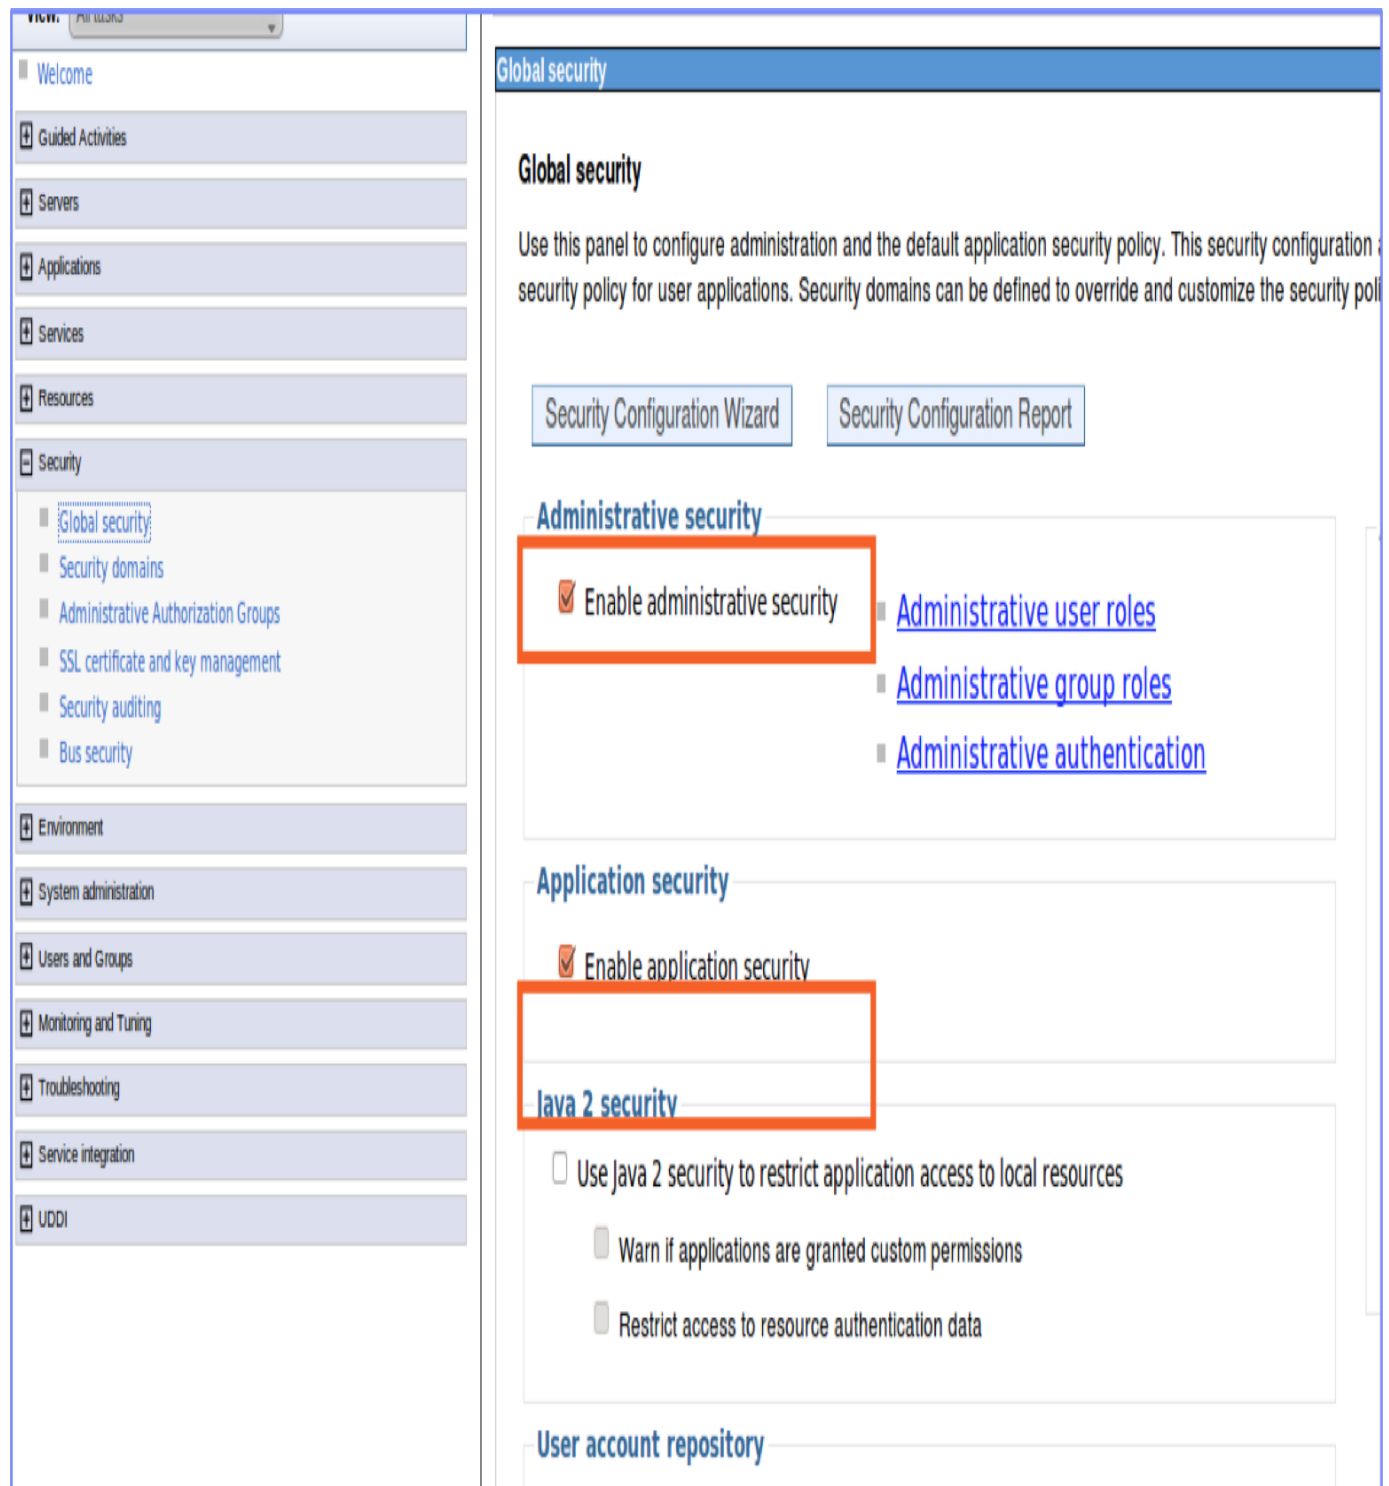 View: All tasks
Welcome
Guided Activities
Servers
Applications
Services
Resources
Security
Global security
Security domains
Administrative Authorization Groups
SSL certificate and key management
Security auditing
Bus security
Environment
System administration
Users and Groups
Monitoring and Tuning
Troubleshooting
Service integration
UDDI
Global security
Global security
Use this panel to configure administration and the default application security policy. This security configuration
security policy for user applications. Security domains can be defined to override and customize the security poli
Security Configuration Wizard
Security Configuration Report
Administrative security
Enable administrative security
Administrative user roles
Administrative group roles
Administrative authentication
Application security
Enable application security
Java 2 security
Use Java 2 security to restrict application access to local resources
Warn if applications are granted custom permissions
Restrict access to resource authentication data
User account repository